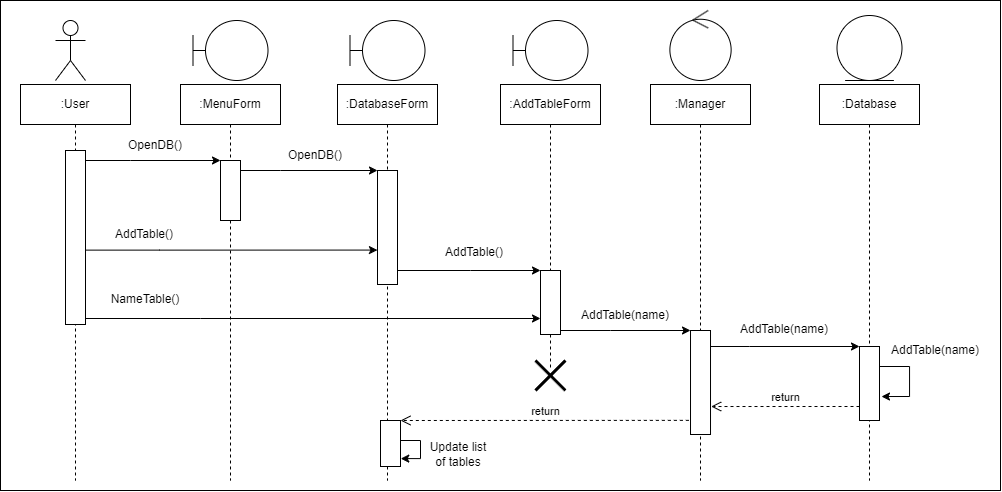 :User
:MenuForm
:DatabaseForm
:AddTableForm
:Manager
:Database
OpenDB()
OpenDB()
AddTable()
AddTable()
NameTable()
AddTable(name)
AddTable(name)
AddTable(name)
return
return
Update list
of tables